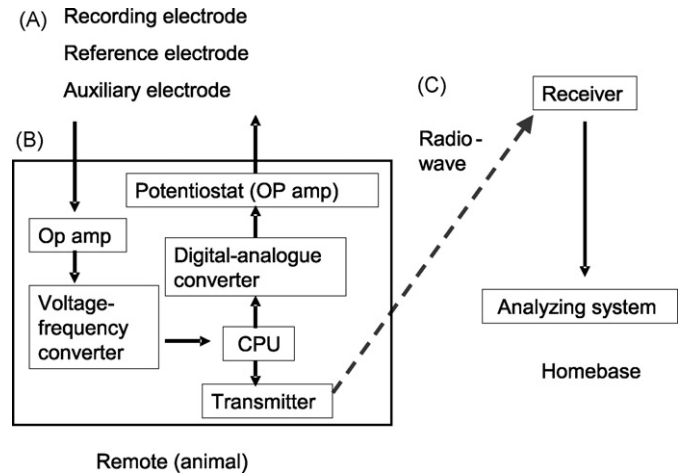 (A)
Recording electrode
Reference electrode
Auxiliary electrode
(B)
Potentiostat (OP amp)
Op amp
Digital-analogue
converter
Voltage-
frequency
converter
CPU
Transmitter
Remote (animal)
(C)
Receiver
Radio-
wave
Analyzing system
Homebase